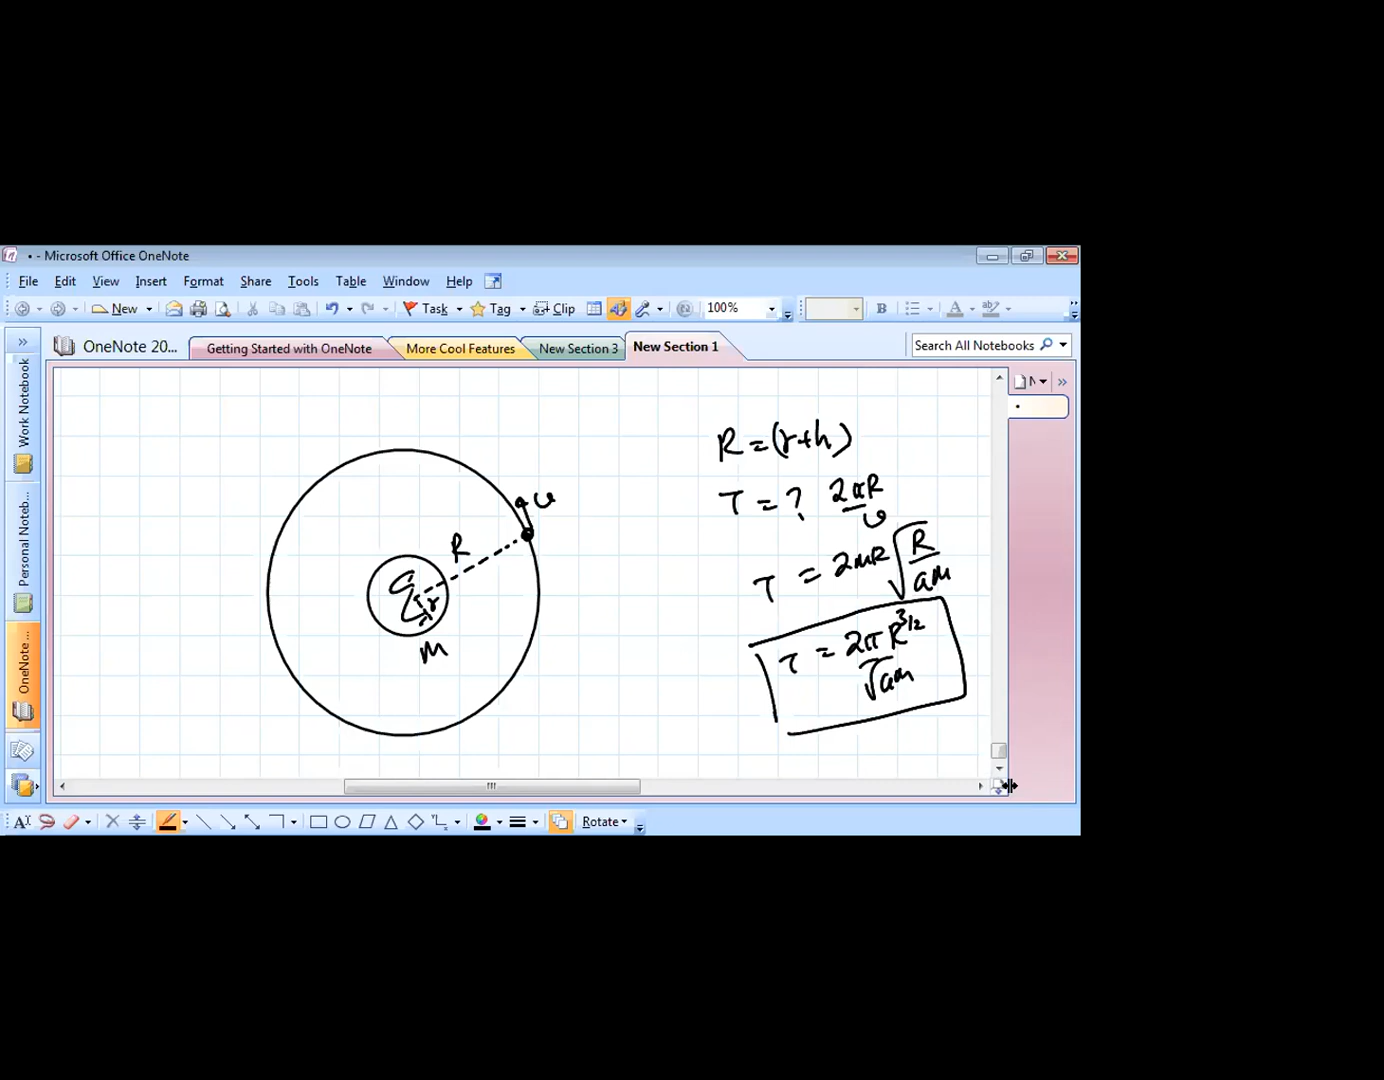 • - Microsoft Office OneNote
File Edit View Insert Format Share Tools Table Window Help
New Task Tag Clip 100% B A ab
OneNote 20... Getting Started with OneNote More Cool Features New Section 3 New Section 1 Search All Notebooks
Work Notebook
Personal Notebook
OneNote ...
R = (r+h)
T = ? 2πR
υ
υ
R
T = 2πR √R
GM
r
M
T = 2π R^3/2
√GM
A Rotate